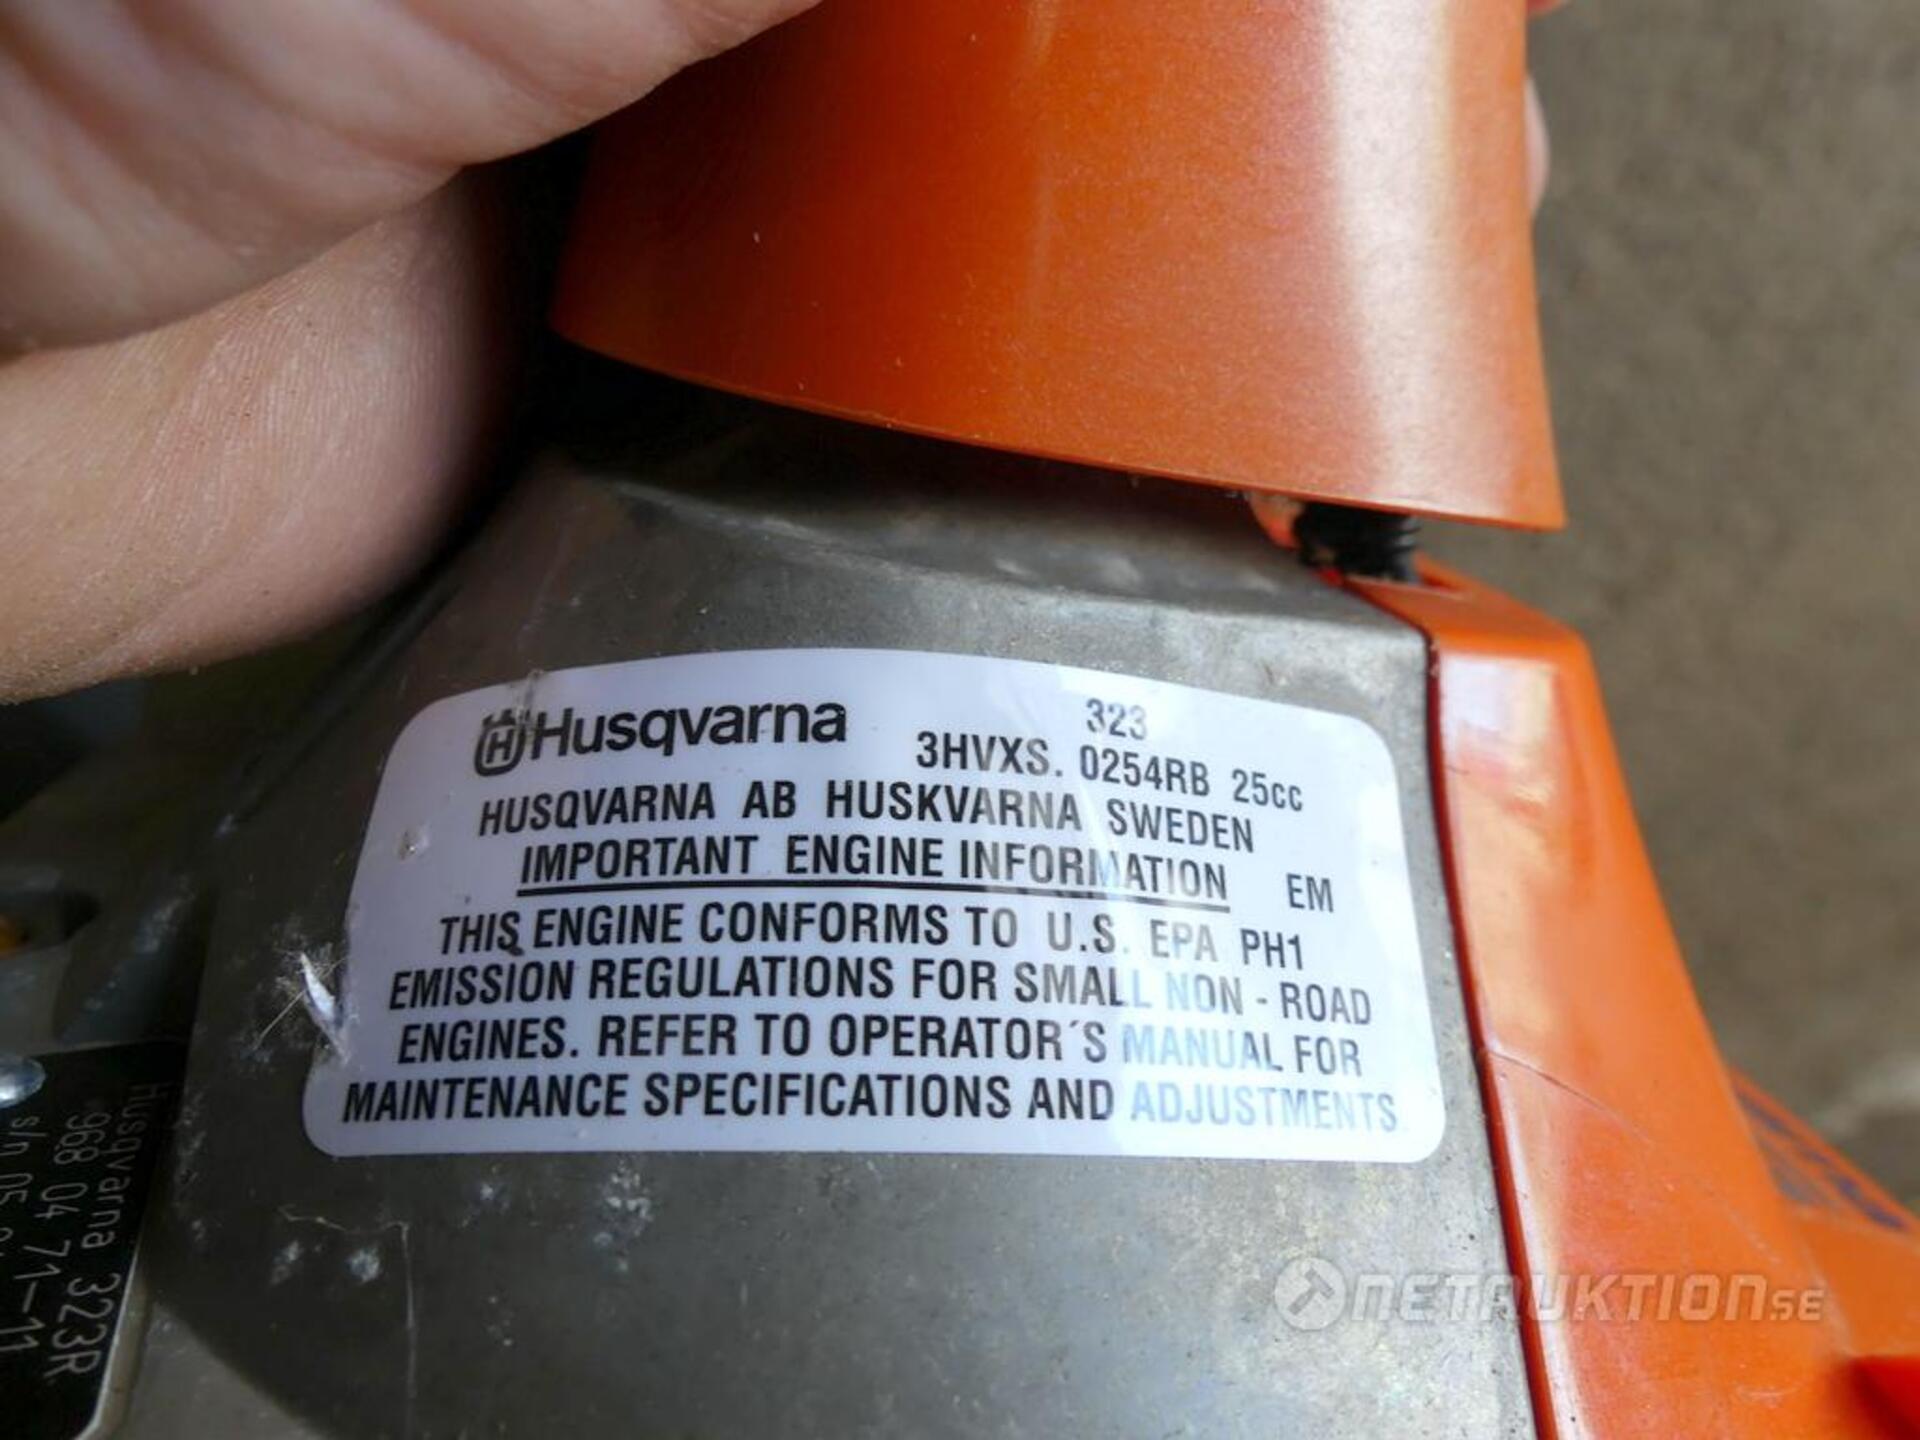 Husqvarna 323
3HVXS. 0254RB 25cc
HUSQVARNA AB HUSKVARNA SWEDEN
IMPORTANT ENGINE INFORMATION EM
THIS ENGINE CONFORMS TO U.S. EPA PH1
EMISSION REGULATIONS FOR SMALL NON - ROAD
ENGINES. REFER TO OPERATOR´S MANUAL FOR
MAINTENANCE SPECIFICATIONS AND ADJUSTMENTS
Husqvarna 323R
968 04 71-11
s/n 05
NETRUKTION.SE